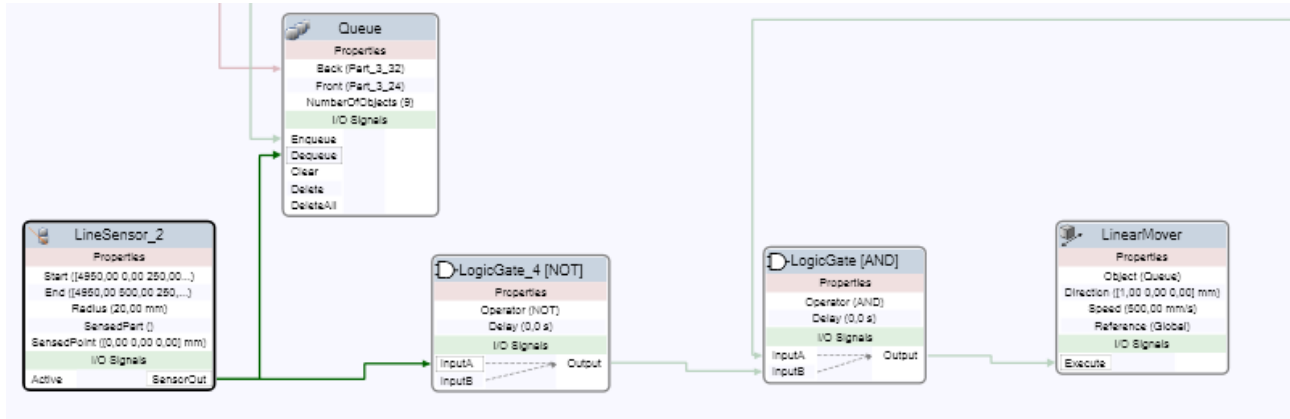 Queue
Properties
Back (Part_3_32)
Front (Part_3_24)
NumberOfObjects (9)
I/O Signals
Enqueue
Dequeue
Clear
Delete
DeleteAll
LineSensor_2
Properties
Start ([4950,00 0,00 250,00...)
End ([4950,00 500,00 250,...)
Radius (20,00 mm)
SensedPart ()
SensedPoint ([0,00 0,00 0,00] mm)
I/O Signals
Active SensorOut
LogicGate_4 [NOT]
Properties
Operator (NOT)
Delay (0,0 s)
I/O Signals
InputA Output
InputB
LogicGate [AND]
Properties
Operator (AND)
Delay (0,0 s)
I/O Signals
InputA Output
InputB
LinearMover
Properties
Object (Queue)
Direction ([1,00 0,00 0,00] mm)
Speed (500,00 mm/s)
Reference (Global)
I/O Signals
Execute